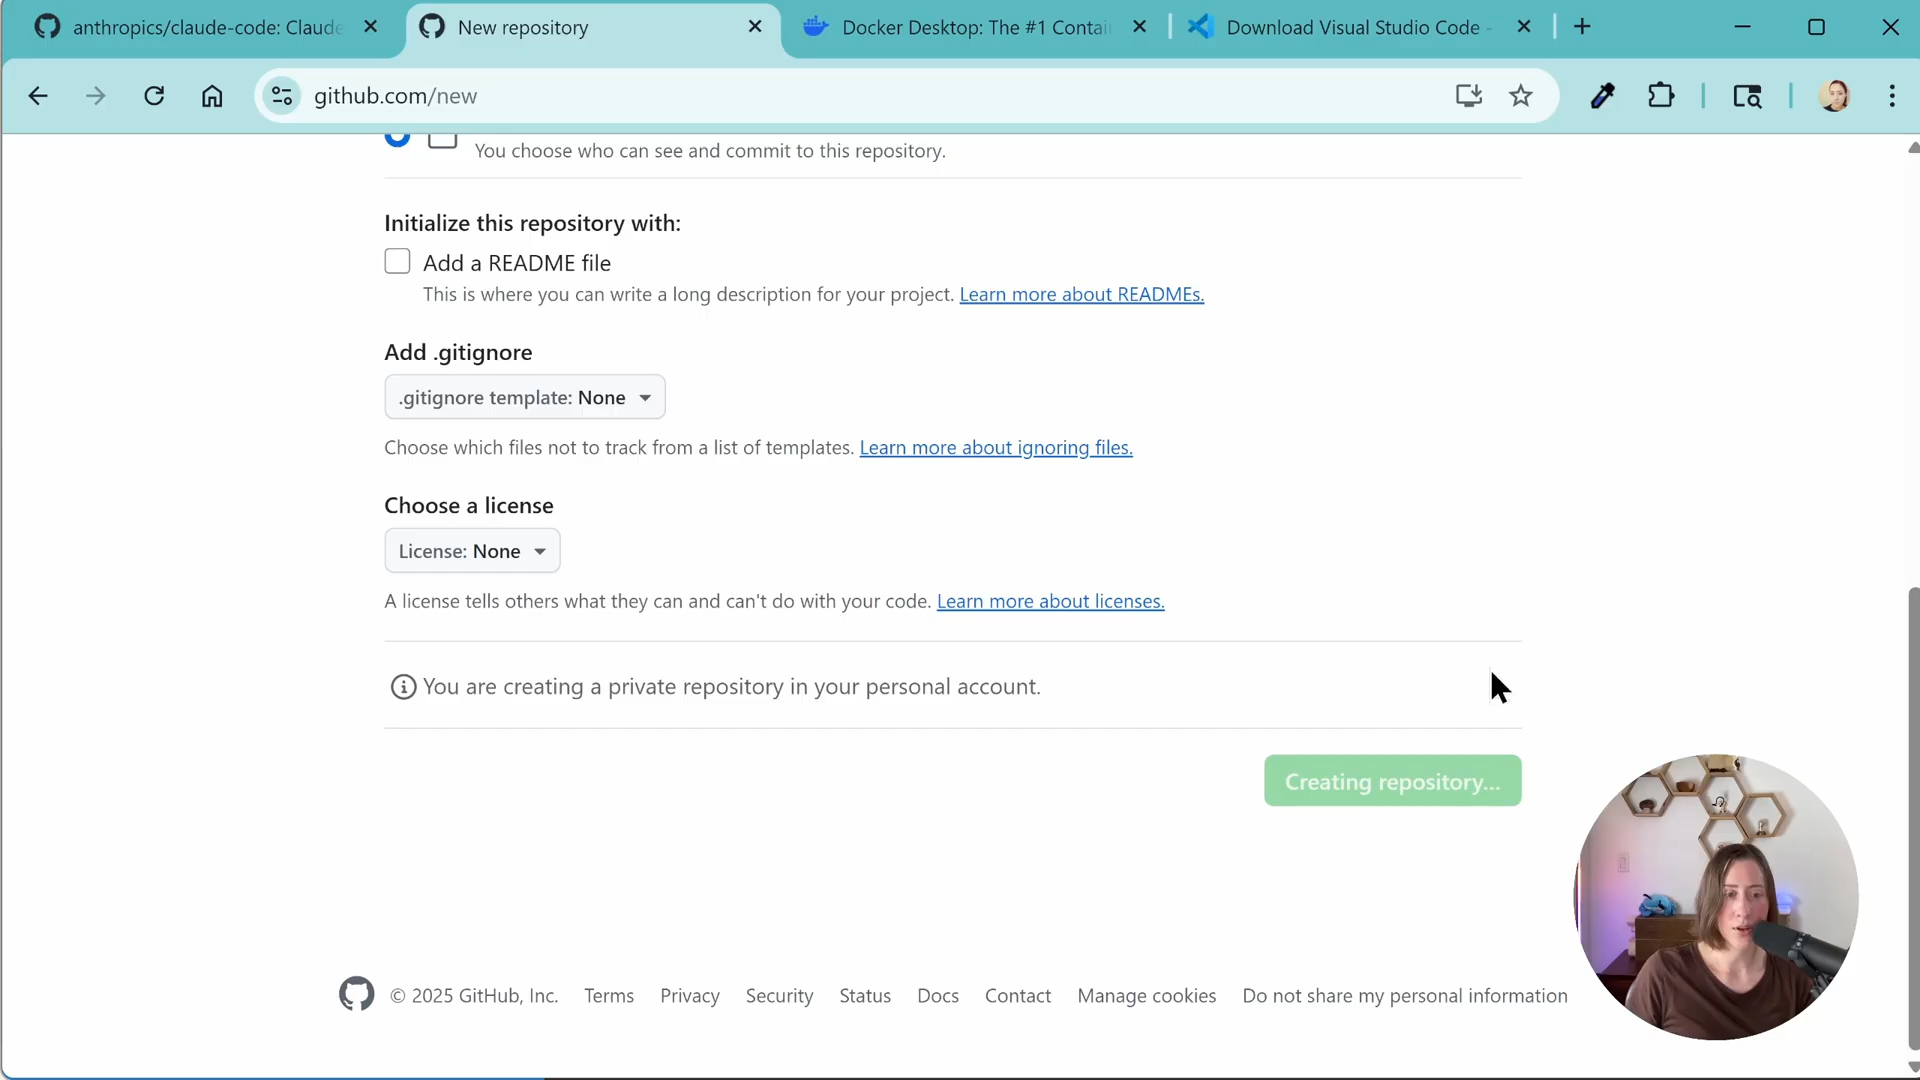 anthropics/claude-code: Claude
New repository
Docker Desktop: The #1 Contai
Download Visual Studio Code -
github.com/new
You choose who can see and commit to this repository.
Initialize this repository with:
Add a README file
This is where you can write a long description for your project. Learn more about READMEs.
Add .gitignore
.gitignore template: None
Choose which files not to track from a list of templates. Learn more about ignoring files.
Choose a license
License: None
A license tells others what they can and can't do with your code. Learn more about licenses.
You are creating a private repository in your personal account.
Creating repository...
© 2025 GitHub, Inc. Terms Privacy Security Status Docs Contact Manage cookies Do not share my personal information